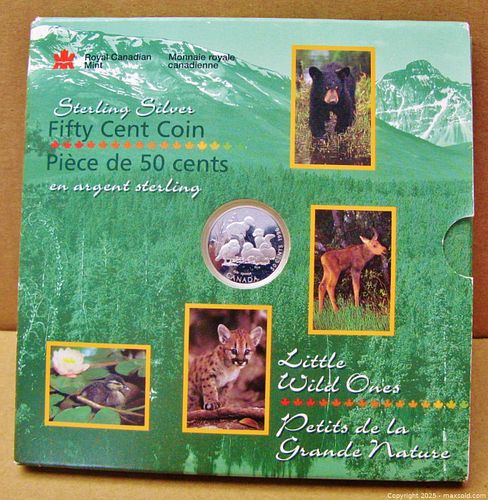 Royal Canadian
Mint
Monnaie royale
canadienne
Sterling Silver
Fifty Cent Coin
Pièce de 50 cents
en argent sterling
CANADA
Little
Wild Ones
Petits de la
Grande Nature
Copyright 2025 - maxsold.com